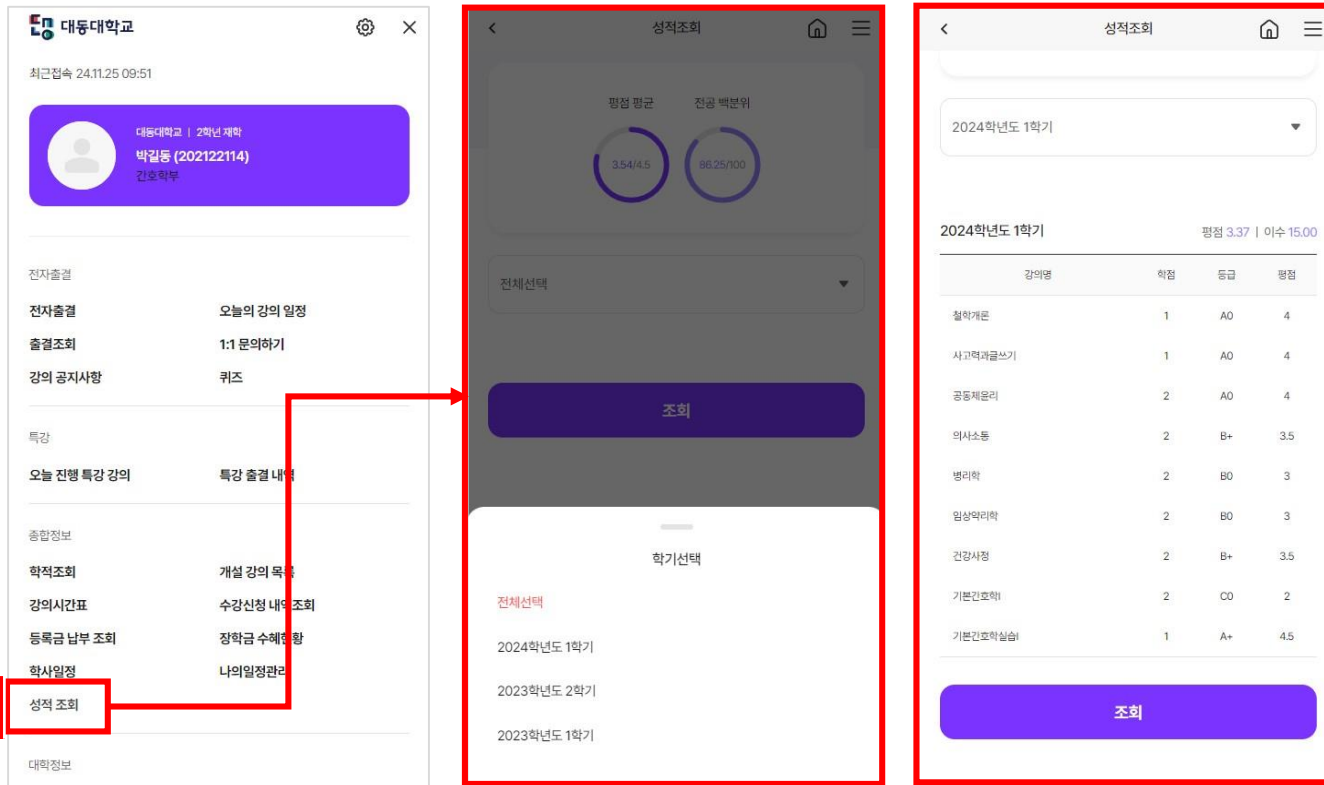 대동대학교
최근접속 24.11.25 09:51
대동대학교 | 2학년 재학
박길동 (202122114)
간호학부
전자출결
전자출결 오늘의 강의 일정
출결조회 1:1 문의하기
강의 공지사항 퀴즈
특강
오늘 진행 특강 강의 특강 출결 내역
종합정보
학적조회 개설 강의 목록
강의시간표 수강신청 내역조회
등록금 납부 조회 장학금 수혜현황
학사일정 나의일정관리
성적 조회
대학정보
성적조회
평점 평균 전공 백분위
3.54/4.5 86.25/100
전체선택
조회
학기선택
전체선택
2024학년도 1학기
2023학년도 2학기
2023학년도 1학기
성적조회
2024학년도 1학기
2024학년도 1학기 평점 3.37 | 이수 15.00
강의명 학점 등급 평점
철학개론 1 A0 4
사고력과글쓰기 1 A0 4
공동체윤리 2 A0 4
의사소통 2 B+ 3.5
병리학 2 B0 3
임상약리학 2 B0 3
건강사정 2 B+ 3.5
기본간호학I 2 C0 2
기본간호학실습I 1 A+ 4.5
조회